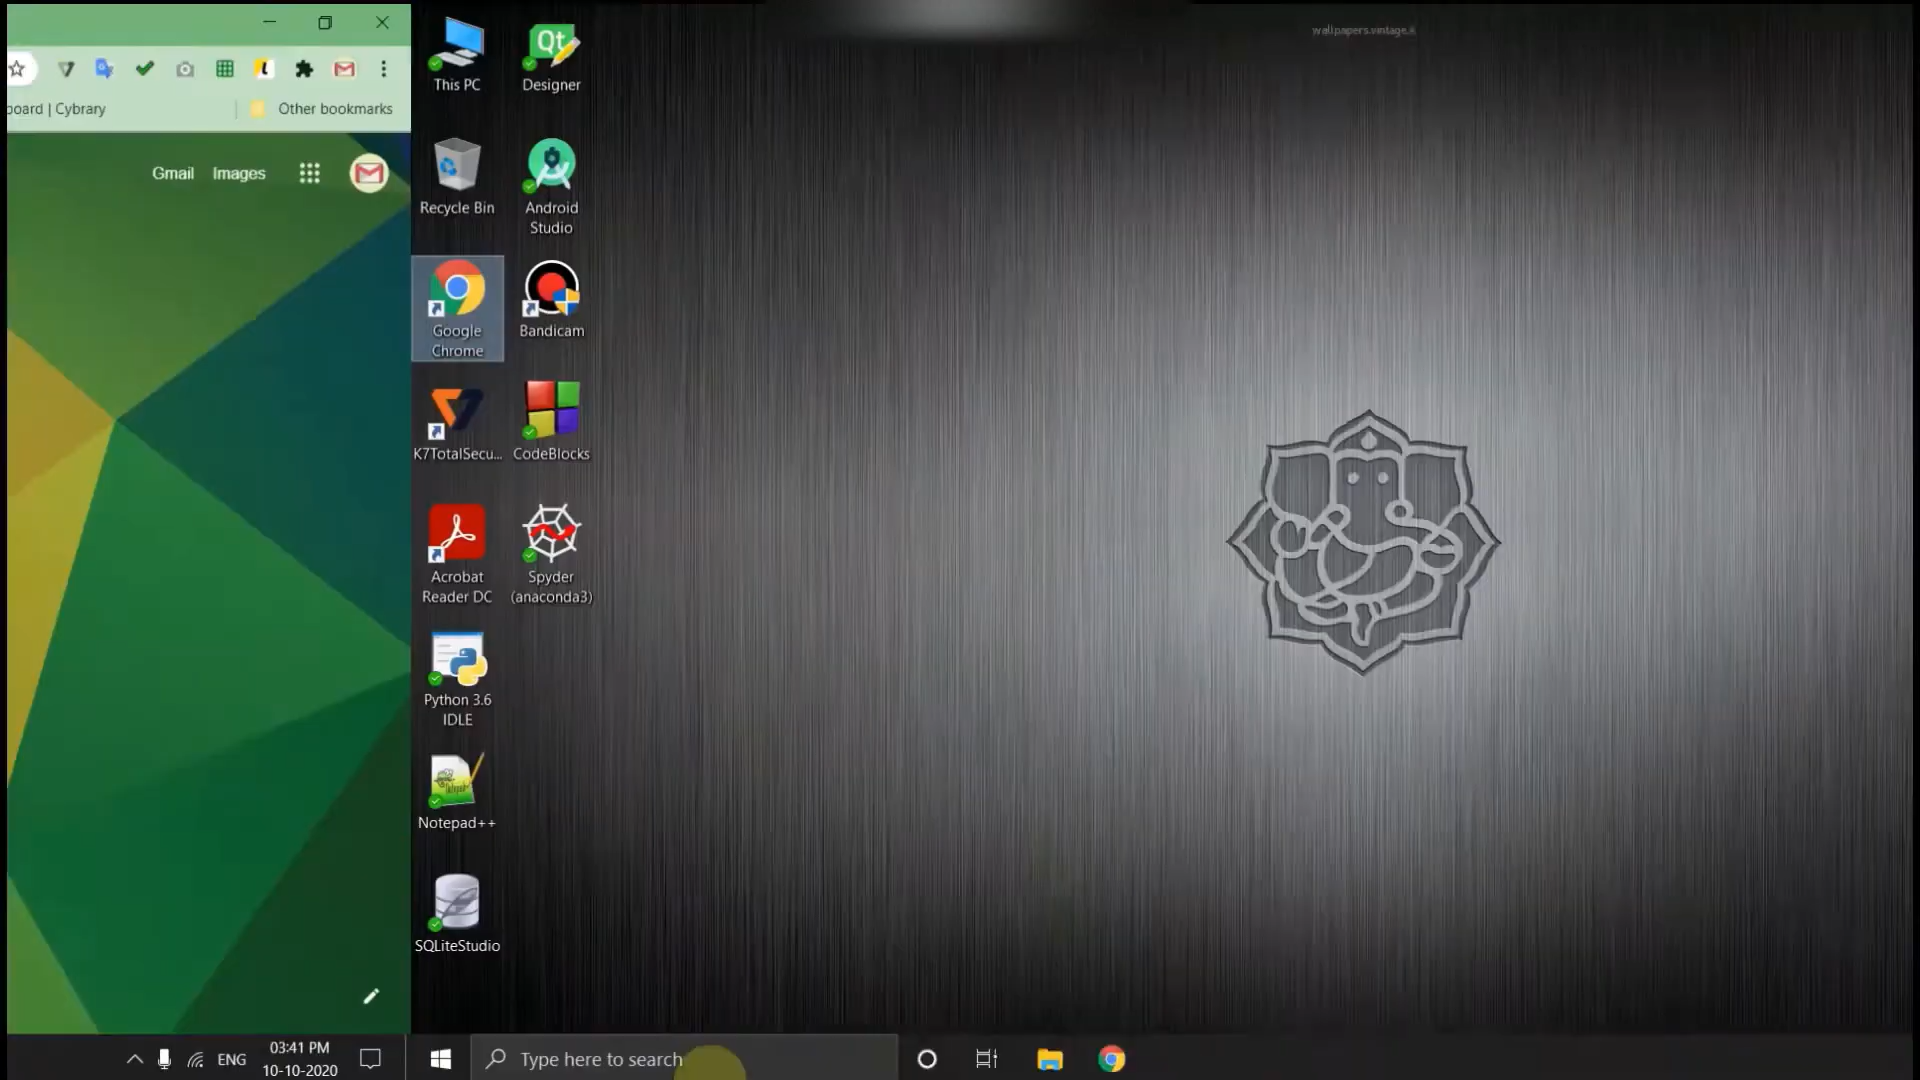 board | Cybrary
Other bookmarks
Gmail
Images
03:41 PM
ENG
10-10-2020
This PC
Recycle Bin
Google
Chrome
K7TotalSecu...
Acrobat
Reader DC
Python 3.6
IDLE
Notepad++
SQLiteStudio
Qt
Designer
Android
Studio
Bandicam
CodeBlocks
Spyder
(anaconda3)
Type here to search